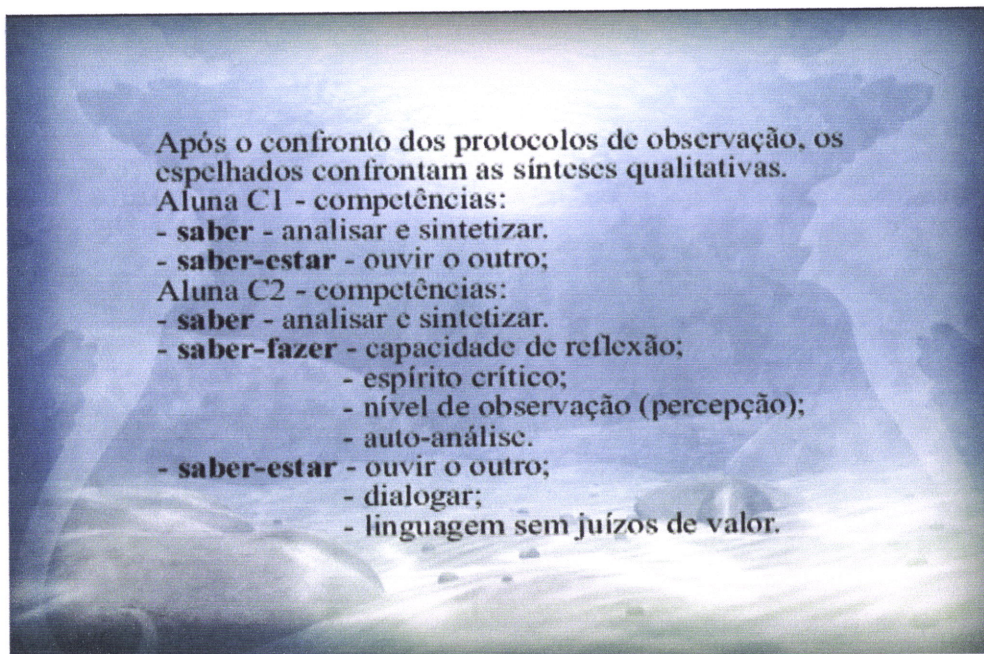 Após o confronto dos protocolos de observação, os
espelhados confrontam as sínteses qualitativas.
Aluna C1 - competências:
- saber - analisar e sintetizar.
- saber-estar - ouvir o outro;
Aluna C2 - competências:
- saber - analisar e sintetizar.
- saber-fazer - capacidade de reflexão;
- espírito crítico;
- nível de observação (percepção);
- auto-análise.
- saber-estar - ouvir o outro;
- dialogar;
- linguagem sem juízos de valor.